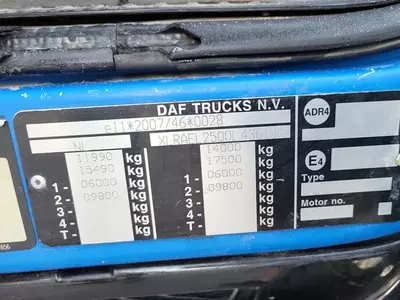 DAF TRUCKS N.V.
e11*2007/46*0028
NL
11990 kg 14000 kg
15490 kg 17500 kg
1- 06000 kg 1- 06000 kg
2- 09800 kg 2- 09800 kg
3- kg 3- kg
4- kg 4- kg
T- kg T- kg
ADR4
E4
Type
Motor no.